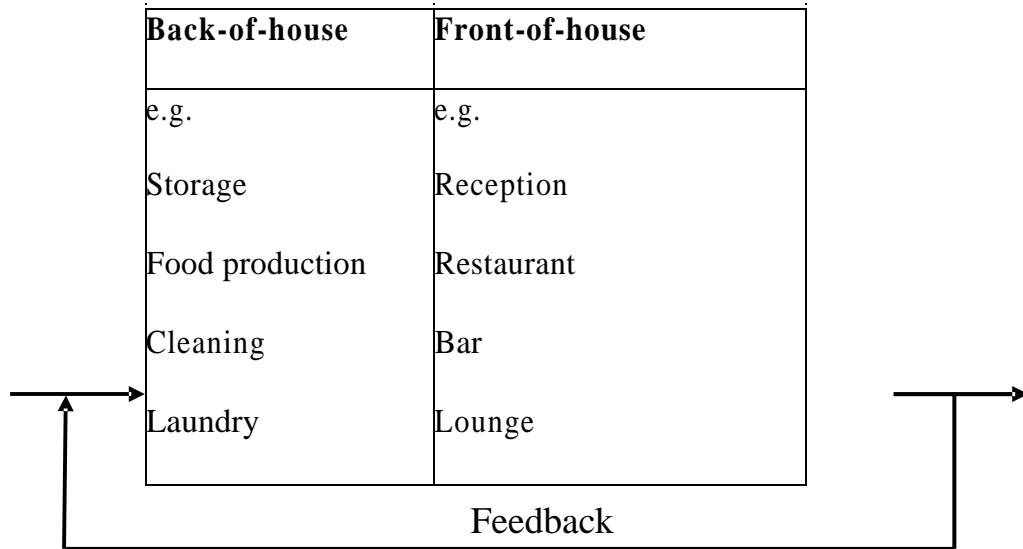 Back-of-house Front-of-house
e.g. e.g.
Storage Reception
Food production Restaurant
Cleaning Bar
Laundry Lounge
Feedback